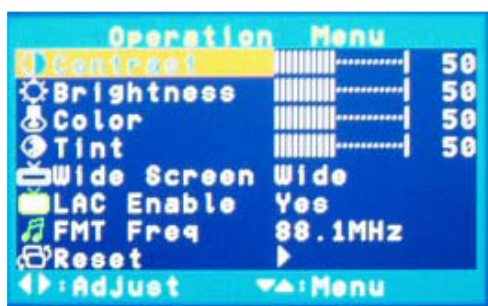 Operation Menu
Contrast 50
Brightness 50
Color 50
Tint 50
Wide Screen Wide
LAC Enable Yes
FMT Freq 88.1MHz
Reset
:Adjust :Menu